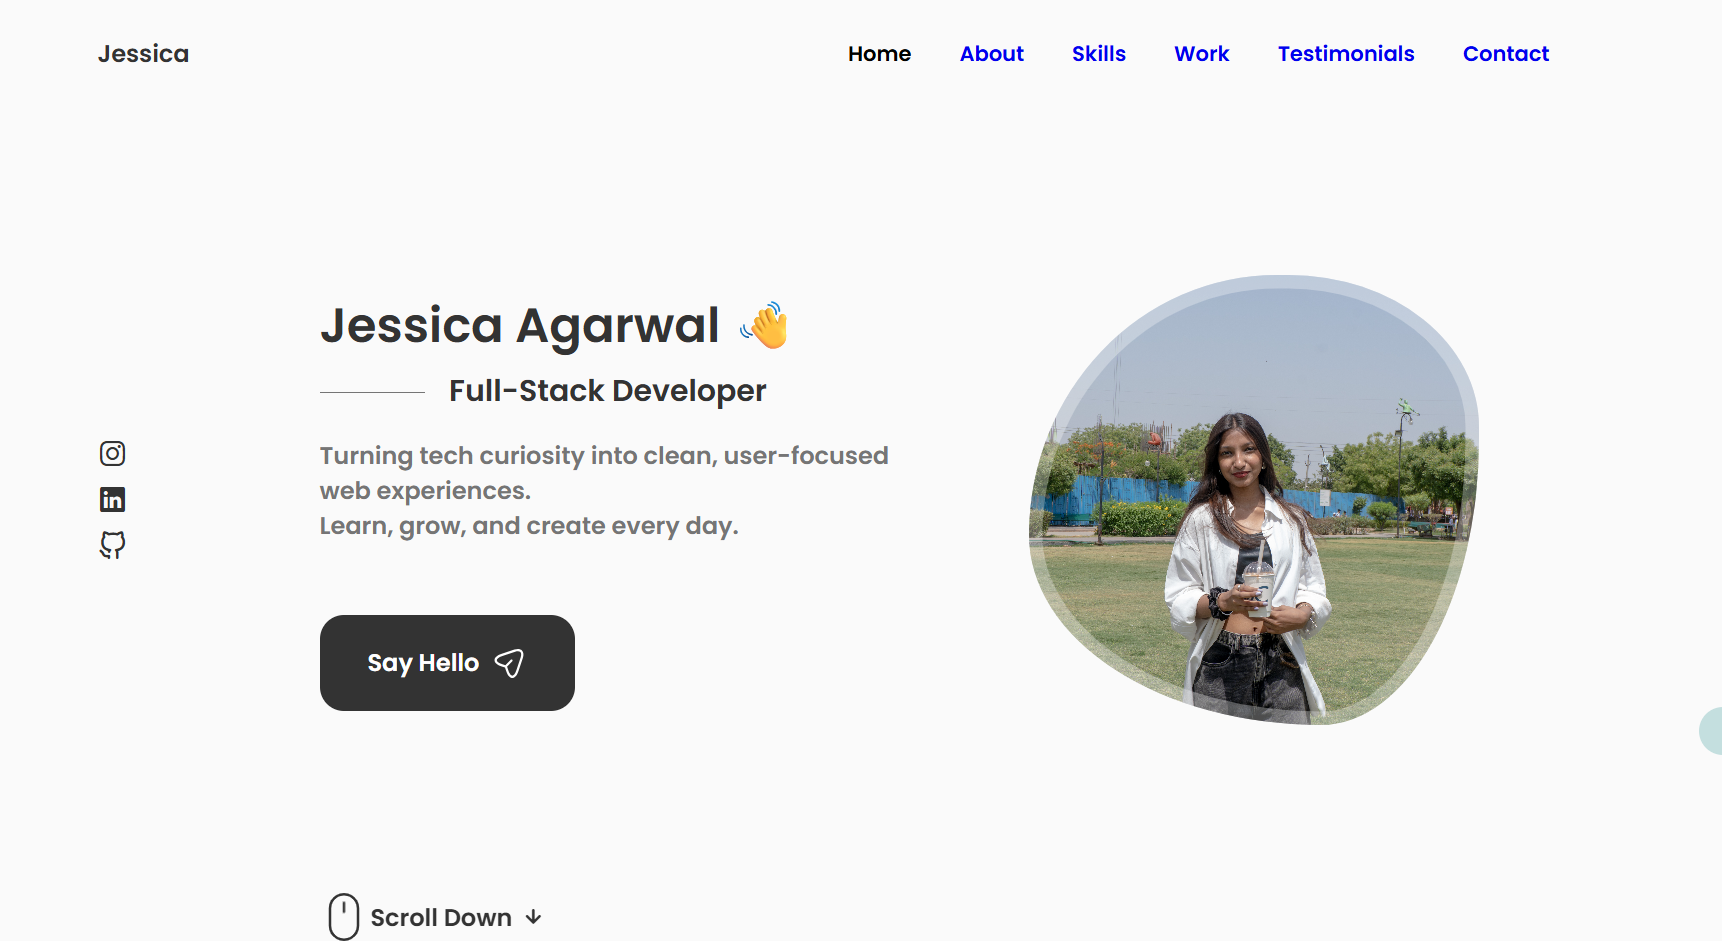 Jessica
Home About Skills Work Testimonials Contact
Jessica Agarwal
Full-Stack Developer
Turning tech curiosity into clean, user-focused
web experiences.
Learn, grow, and create every day.
Say Hello
Scroll Down